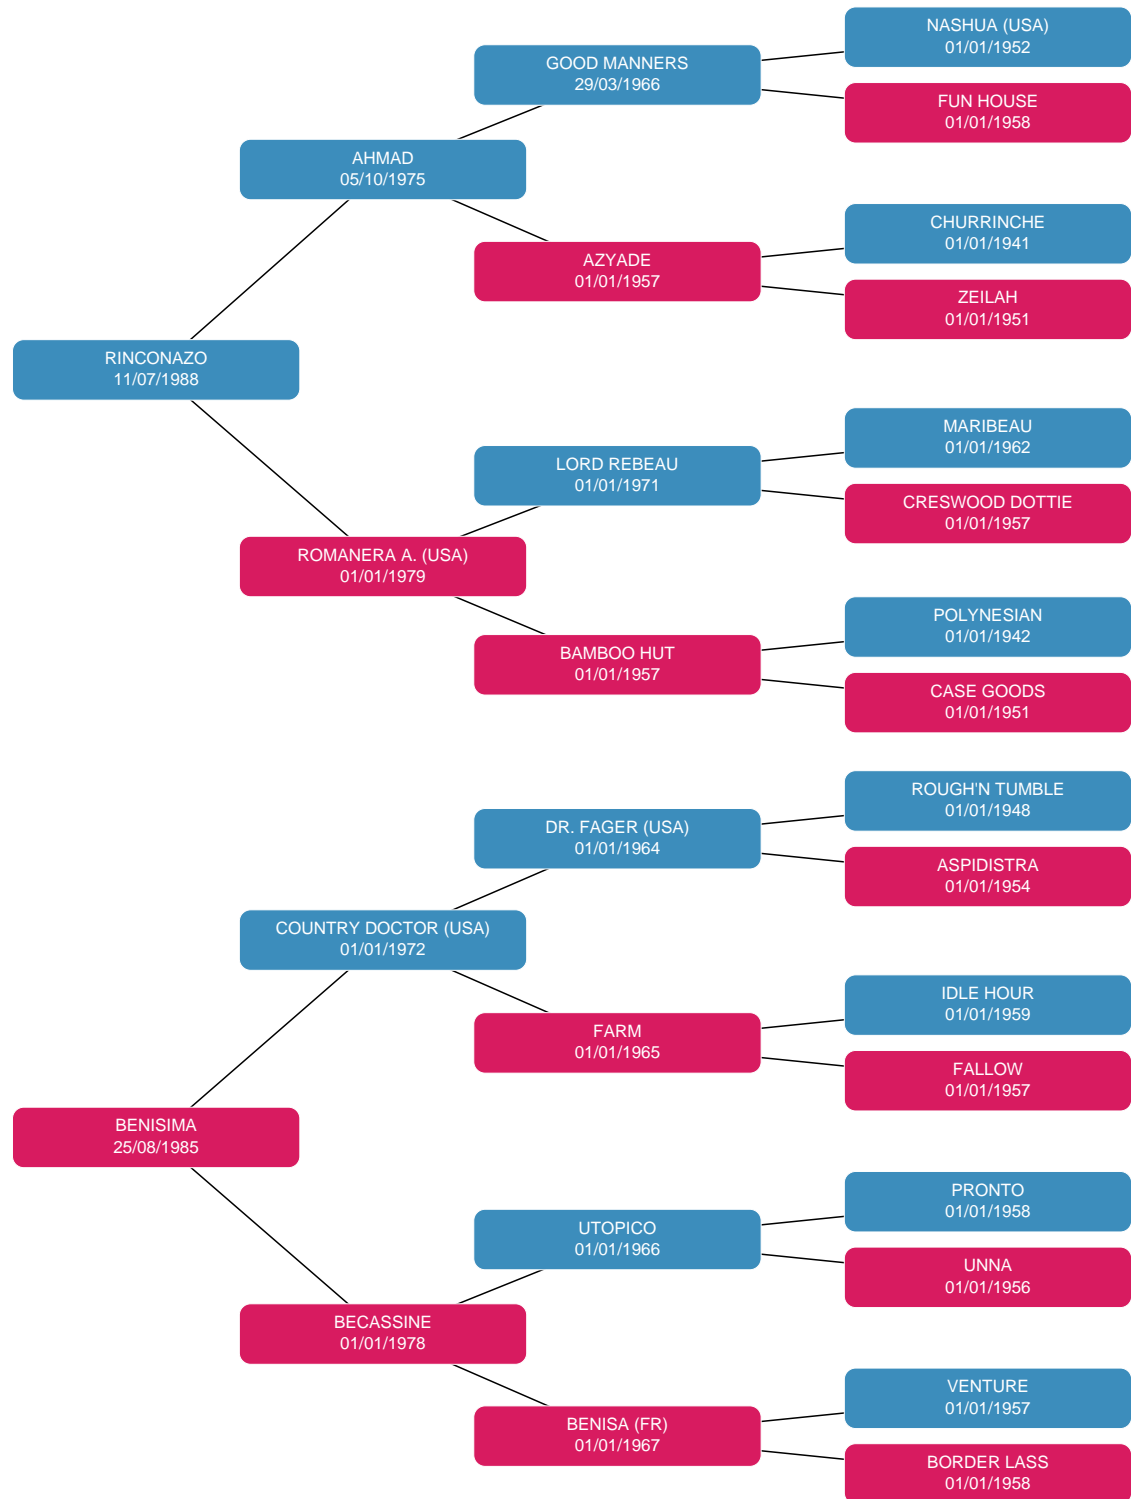 NASHUA (USA)
01/01/1952
GOOD MANNERS
29/03/1966
FUN HOUSE
01/01/1958
AHMAD
05/10/1975
CHURRINCHE
01/01/1941
AZYADE
01/01/1957
ZEILAH
01/01/1951
RINCONAZO
11/07/1988
MARIBEAU
01/01/1962
LORD REBEAU
01/01/1971
CRESWOOD DOTTIE
01/01/1957
ROMANERA A. (USA)
01/01/1979
POLYNESIAN
01/01/1942
BAMBOO HUT
01/01/1957
CASE GOODS
01/01/1951
ROUGH'N TUMBLE
01/01/1948
DR. FAGER (USA)
01/01/1964
ASPIDISTRA
01/01/1954
COUNTRY DOCTOR (USA)
01/01/1972
IDLE HOUR
01/01/1959
FARM
01/01/1965
FALLOW
01/01/1957
BENISIMA
25/08/1985
PRONTO
01/01/1958
UTOPICO
01/01/1966
UNNA
01/01/1956
BECASSINE
01/01/1978
VENTURE
01/01/1957
BENISA (FR)
01/01/1967
BORDER LASS
01/01/1958